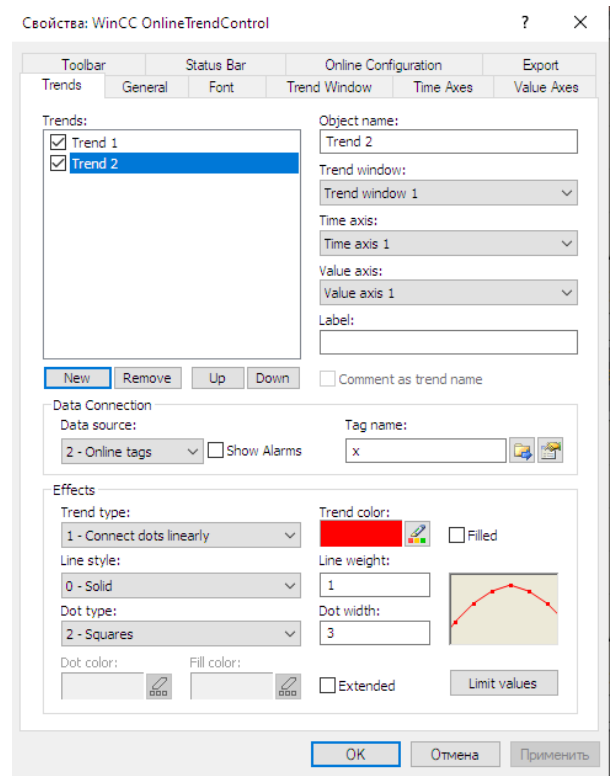 Свойства: WinCC OnlineTrendControl
?
Toolbar Status Bar Online Configuration Export
Trends General Font Trend Window Time Axes Value Axes
Trends:
Trend 1
Trend 2
Object name:
Trend 2
Trend window:
Trend window 1
Time axis:
Time axis 1
Value axis:
Value axis 1
Label:
New Remove Up Down
Comment as trend name
Data Connection
Data source:
Tag name:
2 - Online tags
Show Alarms
x
Effects
Trend type:
Trend color:
1 - Connect dots linearly
Filled
Line style:
Line weight:
0 - Solid
1
Dot type:
Dot width:
2 - Squares
3
Dot color:
Fill color:
Extended
Limit values
OK Отмена Применить